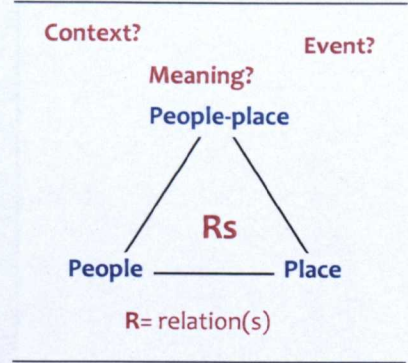 Context?
Event?
Meaning?
People-place
Rs
People
Place
R= relation(s)